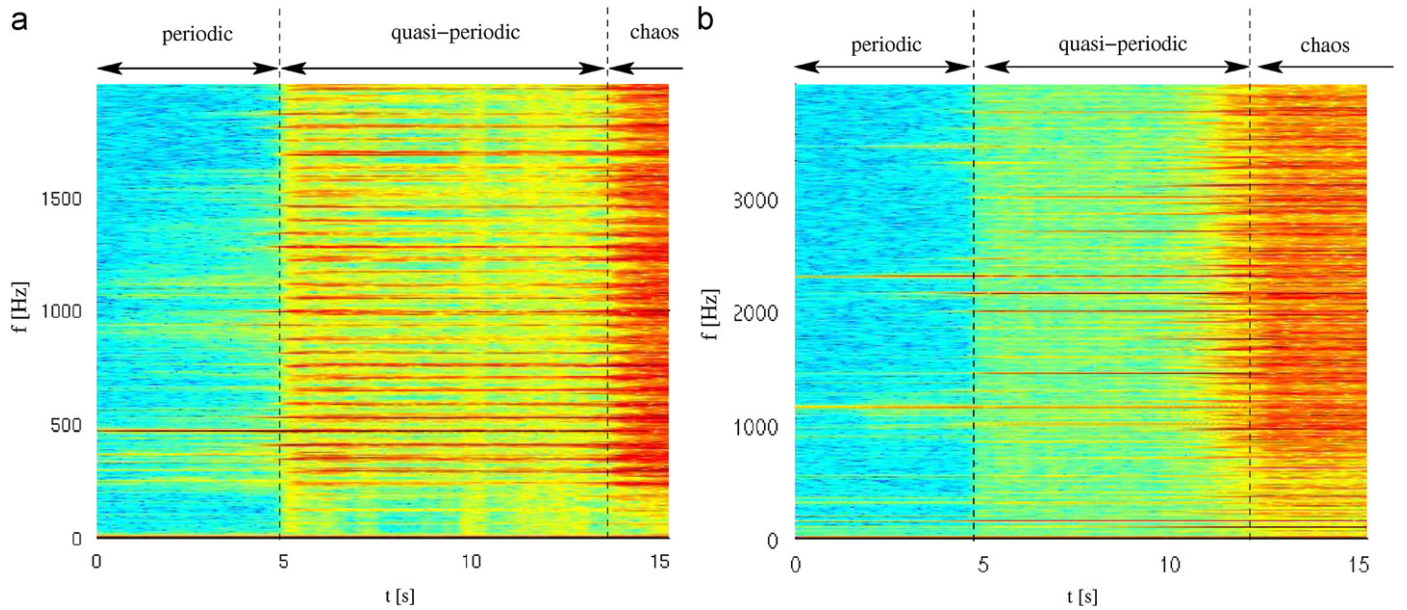 a
periodic
quasi−periodic
chaos
1500
1000
500
0
f [Hz]
0
5
10
15
t [s]
b
periodic
quasi−periodic
chaos
3000
2000
1000
0
f [Hz]
0
5
10
15
t [s]